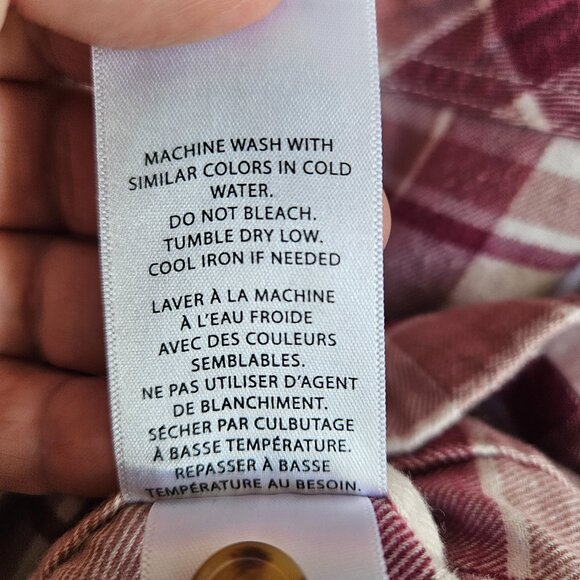 MACHINE WASH WITH
SIMILAR COLORS IN COLD
WATER.
DO NOT BLEACH.
TUMBLE DRY LOW.
COOL IRON IF NEEDED
LAVER À LA MACHINE
À L'EAU FROIDE
AVEC DES COULEURS
SEMBLABLES.
NE PAS UTILISER D'AGENT
DE BLANCHIMENT.
SÉCHER PAR CULBUTAGE
À BASSE TEMPÉRATURE.
REPASSER À BASSE
TEMPÉRATURE AU BESOIN.